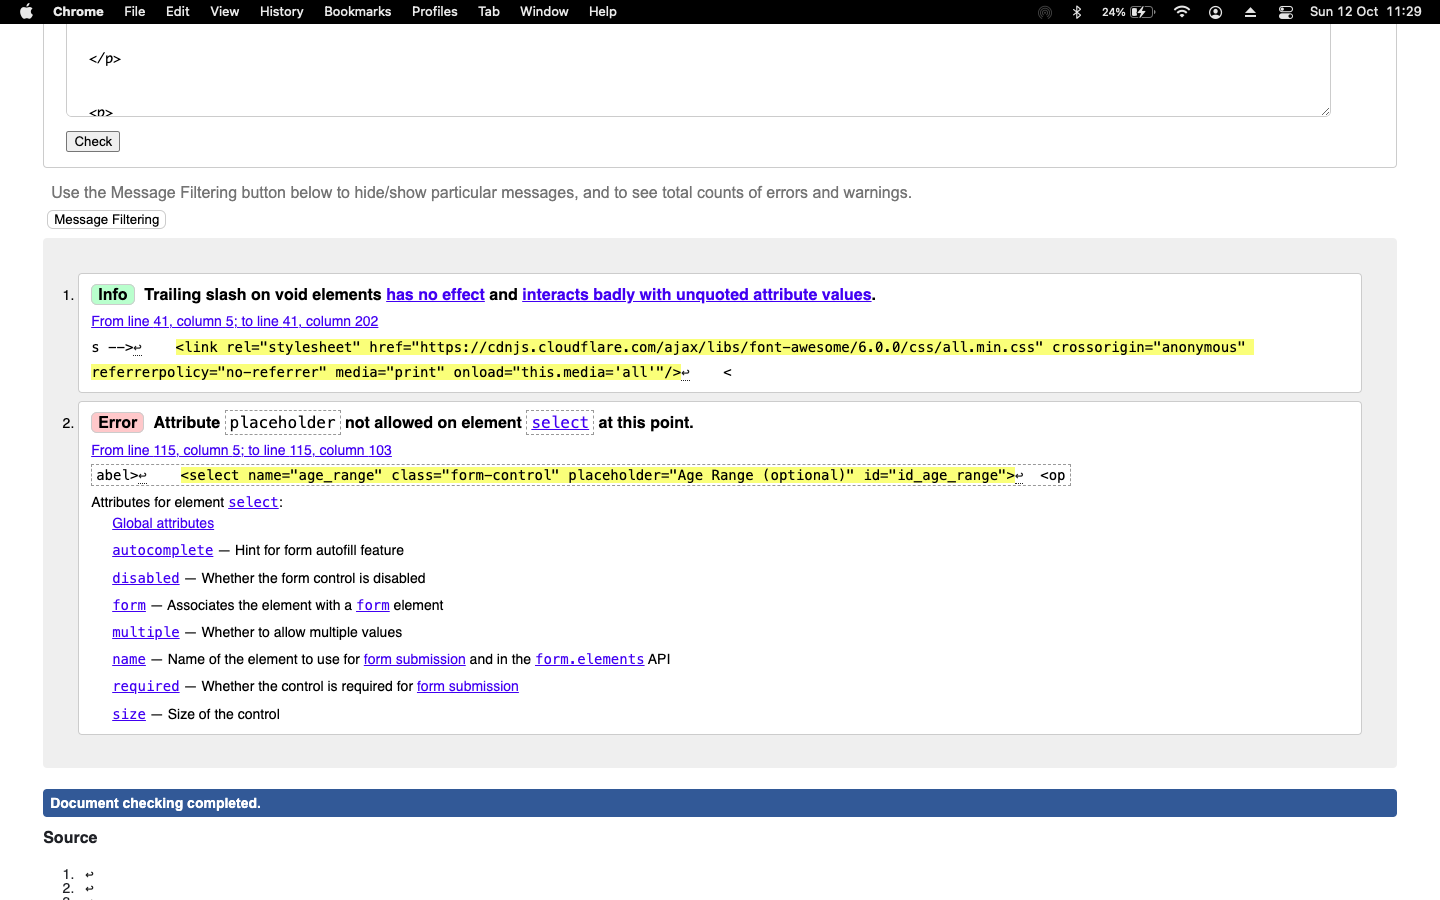 Chrome File Edit View History Bookmarks Profiles Tab Window Help 24% Sun 12 Oct 11:29
</p>
<p>
Check
Use the Message Filtering button below to hide/show particular messages, and to see total counts of errors and warnings.
Message Filtering
1. Info Trailing slash on void elements has no effect and interacts badly with unquoted attribute values.
From line 41, column 5; to line 41, column 202
s -->↩ <link rel="stylesheet" href="https://cdnjs.cloudflare.com/ajax/libs/font-awesome/6.0.0/css/all.min.css" crossorigin="anonymous"
referrerpolicy="no-referrer" media="print" onload="this.media='all'"/>↩ <
2. Error Attribute placeholder not allowed on element select at this point.
From line 115, column 5; to line 115, column 103
abel>↩ <select name="age_range" class="form-control" placeholder="Age Range (optional)" id="id_age_range">↩ <op
Attributes for element select:
Global attributes
autocomplete — Hint for form autofill feature
disabled — Whether the form control is disabled
form — Associates the element with a form element
multiple — Whether to allow multiple values
name — Name of the element to use for form submission and in the form.elements API
required — Whether the control is required for form submission
size — Size of the control
Document checking completed.
Source
1. ↩
2. ↩